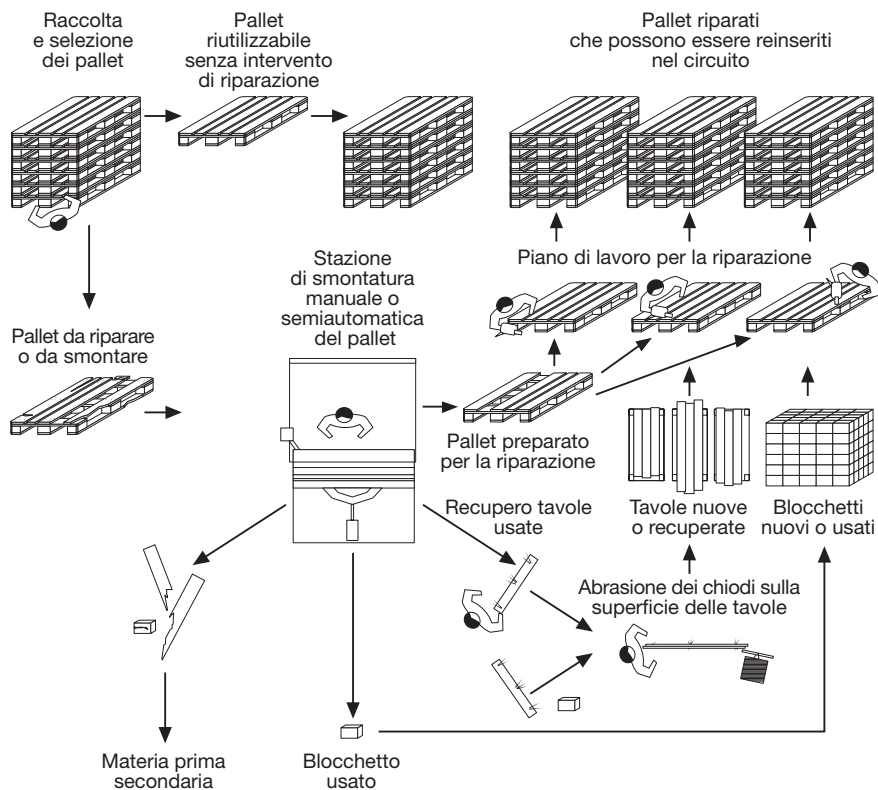 Raccolta
e selezione
dei pallet
Pallet
riutilizzabile
senza intervento
di riparazione
Pallet riparati
che possono essere reinseriti
nel circuito
Piano di lavoro per la riparazione
Stazione
di smontatura
manuale o
semiautomatica
del pallet
Pallet da riparare
o da smontare
Pallet preparato
per la riparazione
Recupero tavole
usate
Tavole nuove
o recuperate
Blocchetti
nuovi o usati
Abrasione dei chiodi sulla
superficie delle tavole
Materia prima
secondaria
Blocchetto
usato